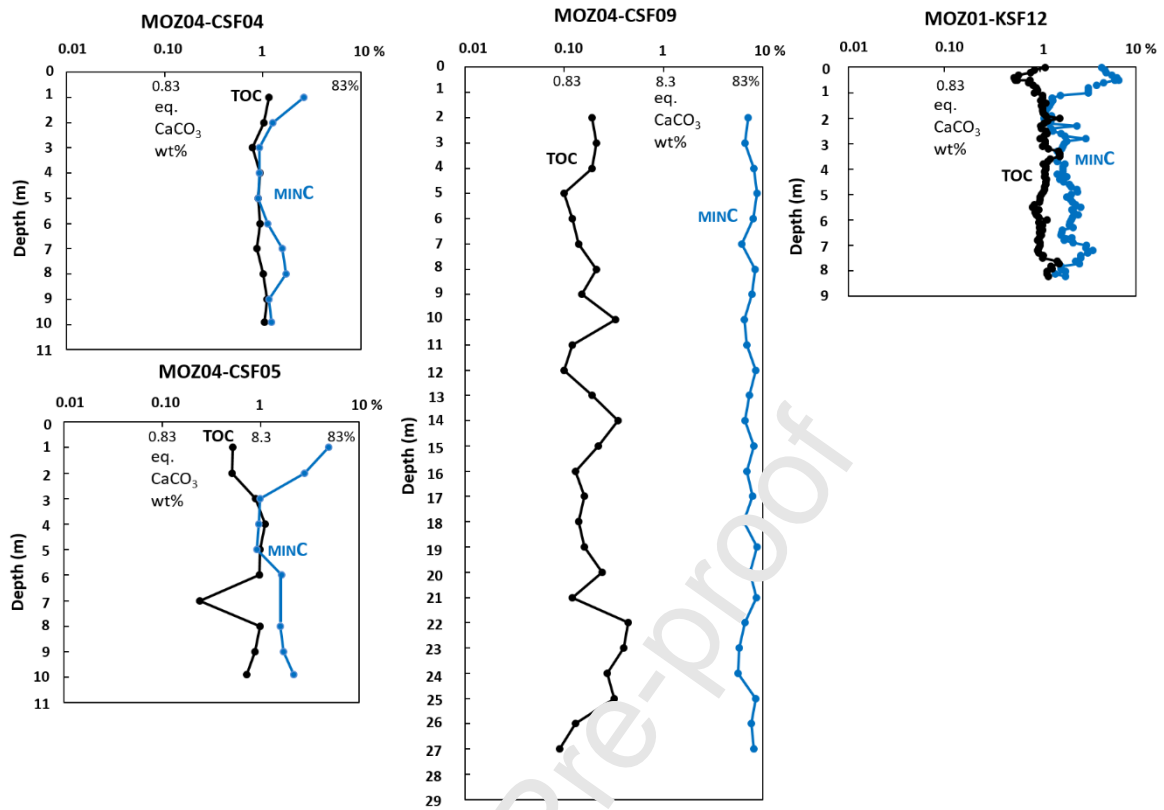 MOZ04-CSF04
0.01 0.10 1 10 %
0.83 83%
eq.
CaCO3
wt%
TOC
MINC
Depth (m)
0
1
2
3
4
5
6
7
8
9
10
11
MOZ04-CSF05
0.01 0.10 1 10 %
0.83 TOC 8.3 83%
eq.
CaCO3
wt%
MINC
Depth (m)
0
1
2
3
4
5
6
7
8
9
10
11
MOZ04-CSF09
0.01 0.10 1 10 %
0.83 8.3 83%
eq.
CaCO3
wt%
TOC
MINC
Depth (m)
0
1
2
3
4
5
6
7
8
9
10
11
12
13
14
15
16
17
18
19
20
21
22
23
24
25
26
27
28
29
MOZ01-KSF12
0.01 0.10 1 10 %
0.83 83%
eq.
CaCO3
wt%
TOC
MINC
Depth (m)
0
1
2
3
4
5
6
7
8
9
Pre-proof